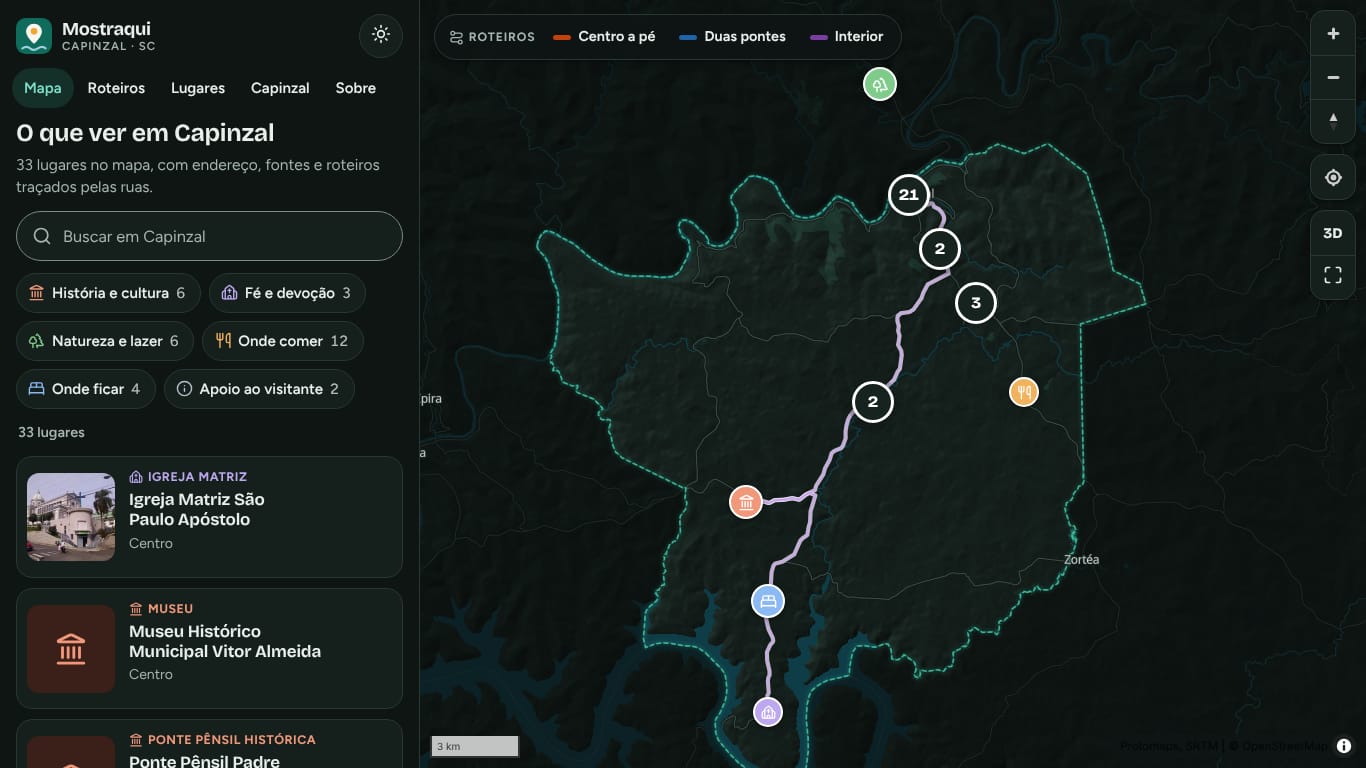 Mostraqui
CAPINZAL · SC
Mapa
Roteiros
Lugares
Capinzal
Sobre
O que ver em Capinzal
33 lugares no mapa, com endereço, fontes e roteiros
traçados pelas ruas.
Buscar em Capinzal
História e cultura 6
Fé e devoção 3
Natureza e lazer 6
Onde comer 12
Onde ficar 4
Apoio ao visitante 2
33 lugares
IGREJA MATRIZ
Igreja Matriz São
Paulo Apóstolo
Centro
MUSEU
Museu Histórico
Municipal Vitor Almeida
Centro
PONTE PÊNSIL HISTÓRICA
Ponte Pênsil Padre
ROTEIROS
Centro a pé
Duas pontes
Interior
21
2
3
2
pira
a
Zortéa
3 km
+
−
3D
Protomaps, SRTM | © OpenStreetMap